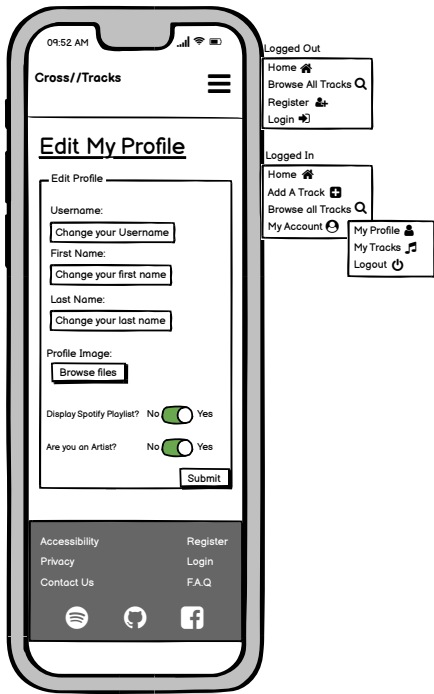 09:52 AM
Cross//Tracks
Edit My Profile
Edit Profile
Username:
Change your Username
First Name:
Change your first name
Last Name:
Change your last name
Profile Image:
Browse files
Display Spotify Playlist? No Yes
Are you an Artist? No Yes
Submit
Accessibility Register
Privacy Login
Contact Us F.A.Q
Logged Out
Home
Browse All Tracks
Register
Login
Logged In
Home
Add A Track
Browse all Tracks
My Account
My Profile
My Tracks
Logout